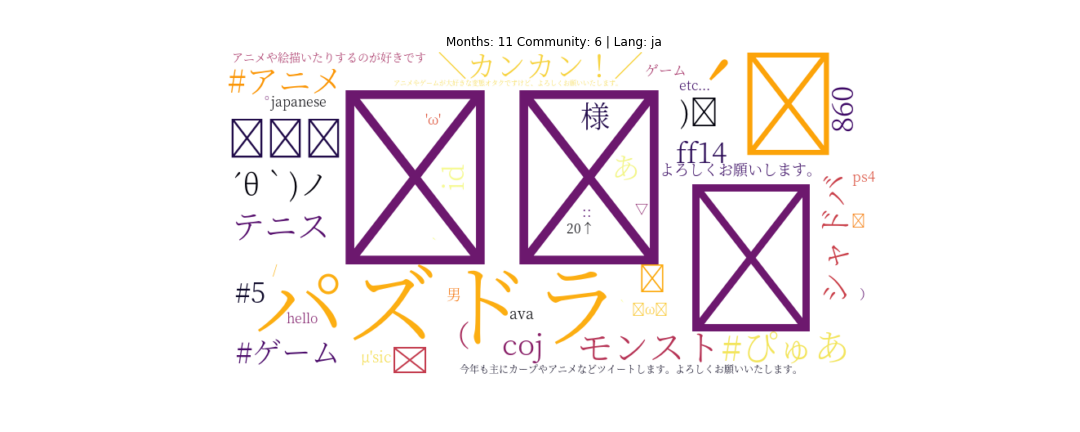 Months: 11 Community: 6 | Lang: ja
アニメや絵描いたりするのが好きです
＼カンカン！／
#アニメ
ゲーム
etc...
°japanese
860
'ω'
様
)
ff14
よろしくお願いします。
´θ｀)ノ
id
あ
ps4
テニス
▽
::
20↑
シャドバ
/
パズドラ
#5
男
ω
)
hello
ava
(
coj
モンスト
#ぴゅあ
#ゲーム
μ'sic
今年も主にカープやアニメなどツイートします。よろしくお願いいたします。